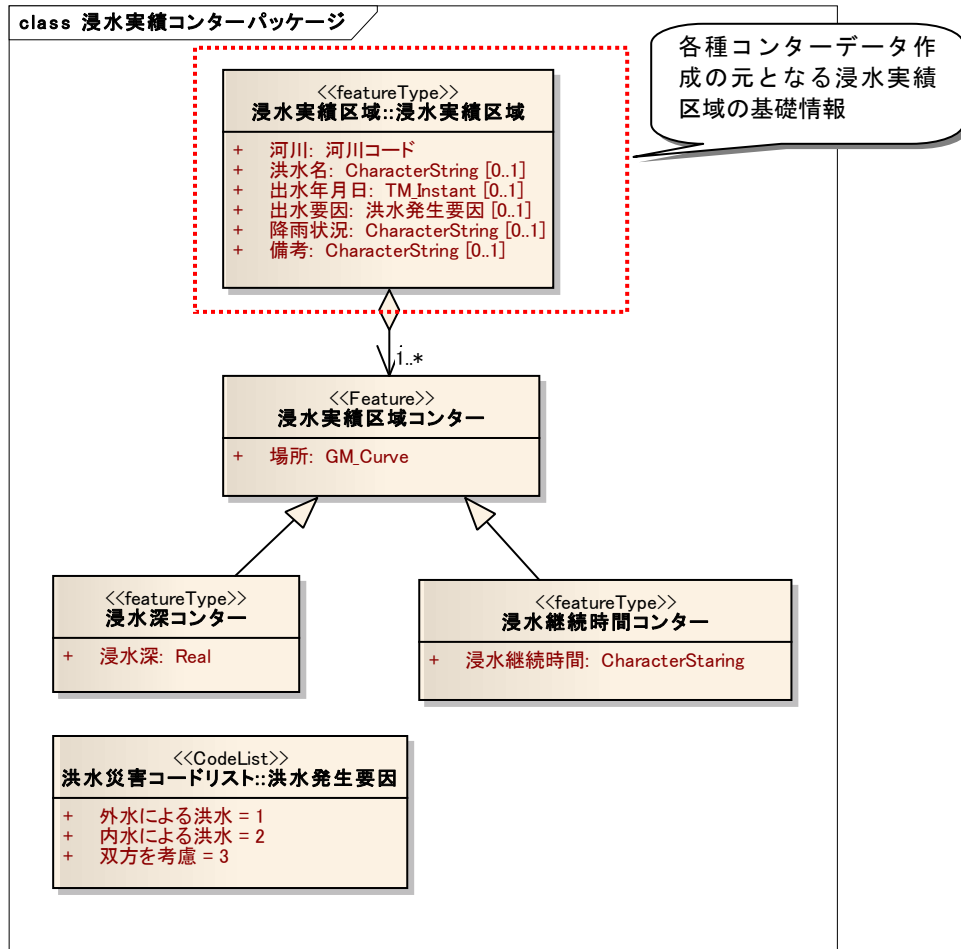 class 浸水実績コンターパッケージ
各種コンターデータ作
成の元となる浸水実績
区域の基礎情報
<<featureType>>
浸水実績区域::浸水実績区域
+ 河川: 河川コード
+ 洪水名: CharacterString [0..1]
+ 出水年月日: TM_Instant [0..1]
+ 出水要因: 洪水発生要因 [0..1]
+ 降雨状況: CharacterString [0..1]
+ 備考: CharacterString [0..1]
1..*
<<Feature>>
浸水実績区域コンター
+ 場所: GM_Curve
<<featureType>>
浸水深コンター
+ 浸水深: Real
<<featureType>>
浸水継続時間コンター
+ 浸水継続時間: CharacterStaring
<<CodeList>>
洪水災害コードリスト::洪水発生要因
+ 外水による洪水 = 1
+ 内水による洪水 = 2
+ 双方を考慮 = 3